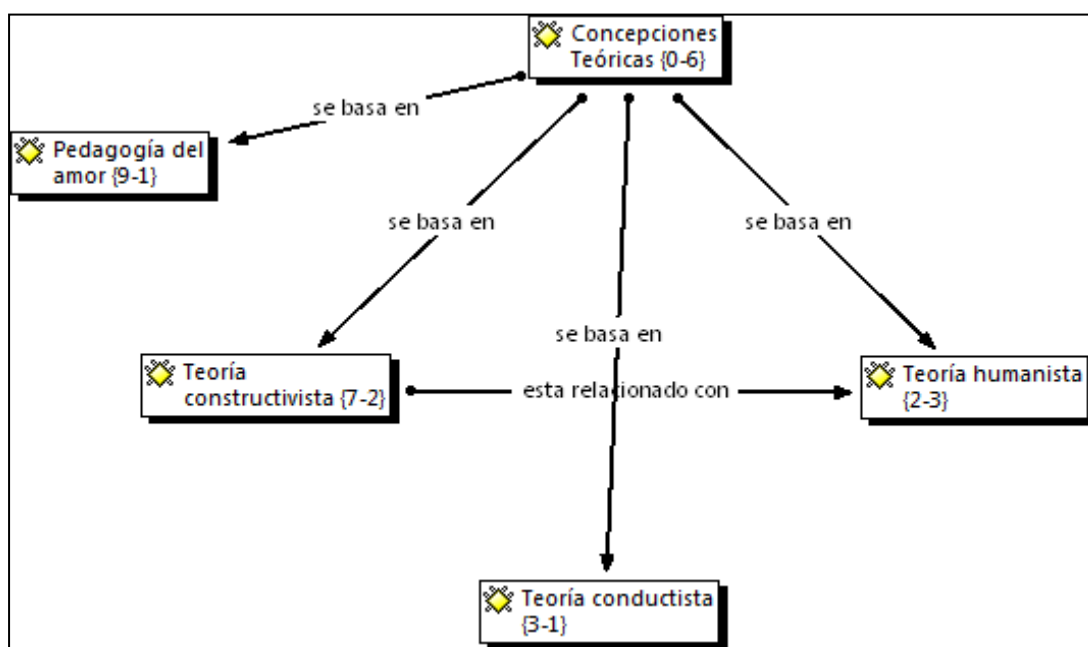 Concepciones
Teóricas {0-6}
se basa en
Pedagogía del
amor {9-1}
se basa en
se basa en
se basa en
Teoría
constructivista {7-2}
esta relacionado con
Teoría humanista
{2-3}
Teoría conductista
{3-1}